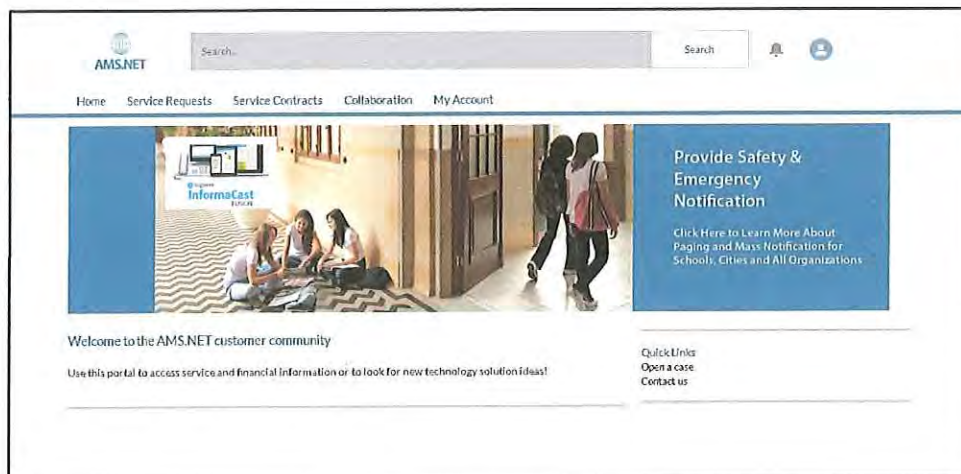 AMS.NET
Search...
Search
Home Service Requests Service Contracts Collaboration My Account
InformaCast
FUSION
Provide Safety &
Emergency
Notification
Click Here to Learn More About
Paging and Mass Notification for
Schools, Cities and All Organizations
Welcome to the AMS.NET customer community
Use this portal to access service and financial information or to look for new technology solution ideas!
Quick Links
Open a case
Contact us